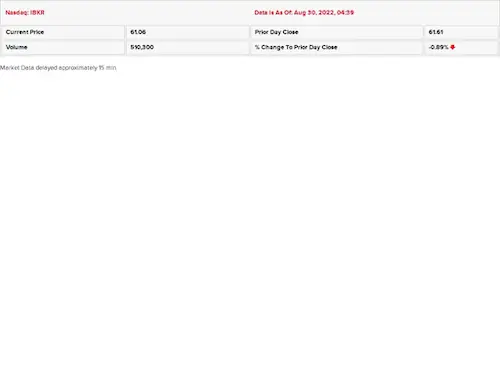 Nasdaq: IBKR Data is As Of: Aug 30, 2022, 04:39
Current Price 61.06 Prior Day Close 61.61
Volume 510,300 % Change To Prior Day Close -0.89%
Market Data delayed approximately 15 min.